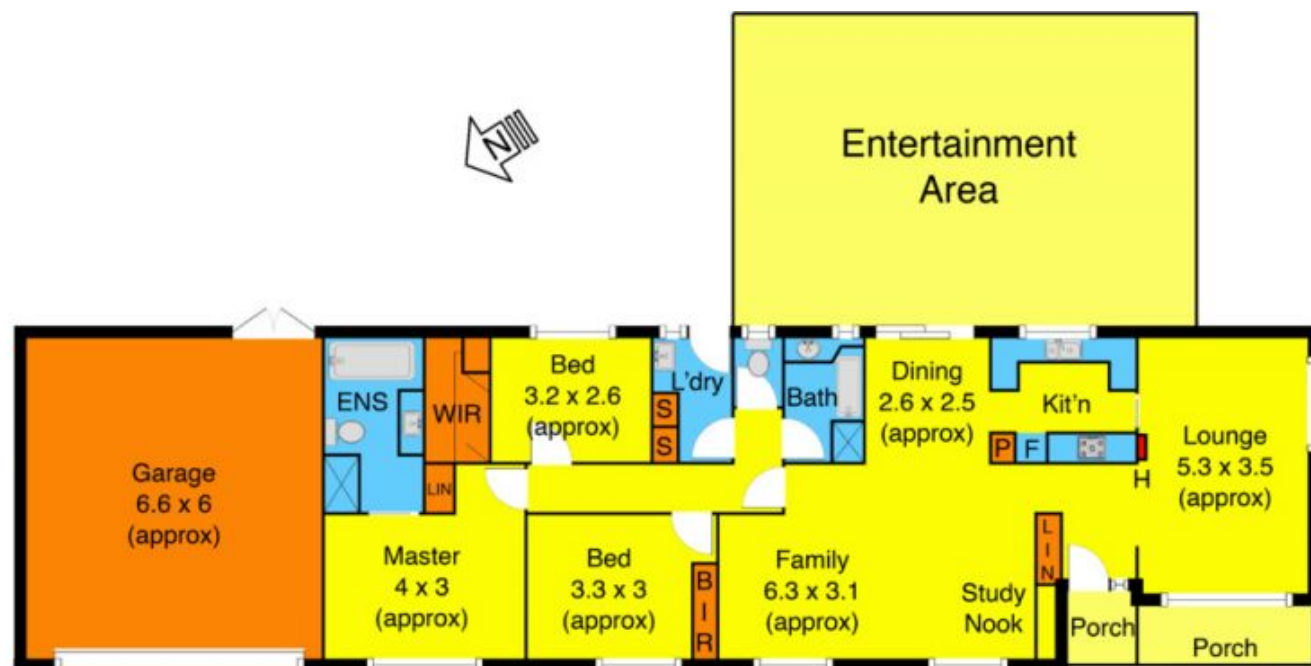 N
Entertainment
Area
Garage
6.6 x 6
(approx)
ENS
WIR
LIN
Bed
3.2 x 2.6
(approx)
S
S
L'dry
Bath
Dining
2.6 x 2.5
(approx)
Kit'n
P
F
H
Lounge
5.3 x 3.5
(approx)
Master
4 x 3
(approx)
Bed
3.3 x 3
(approx)
B
I
R
Family
6.3 x 3.1
(approx)
Study
Nook
L
I
N
Porch
Porch